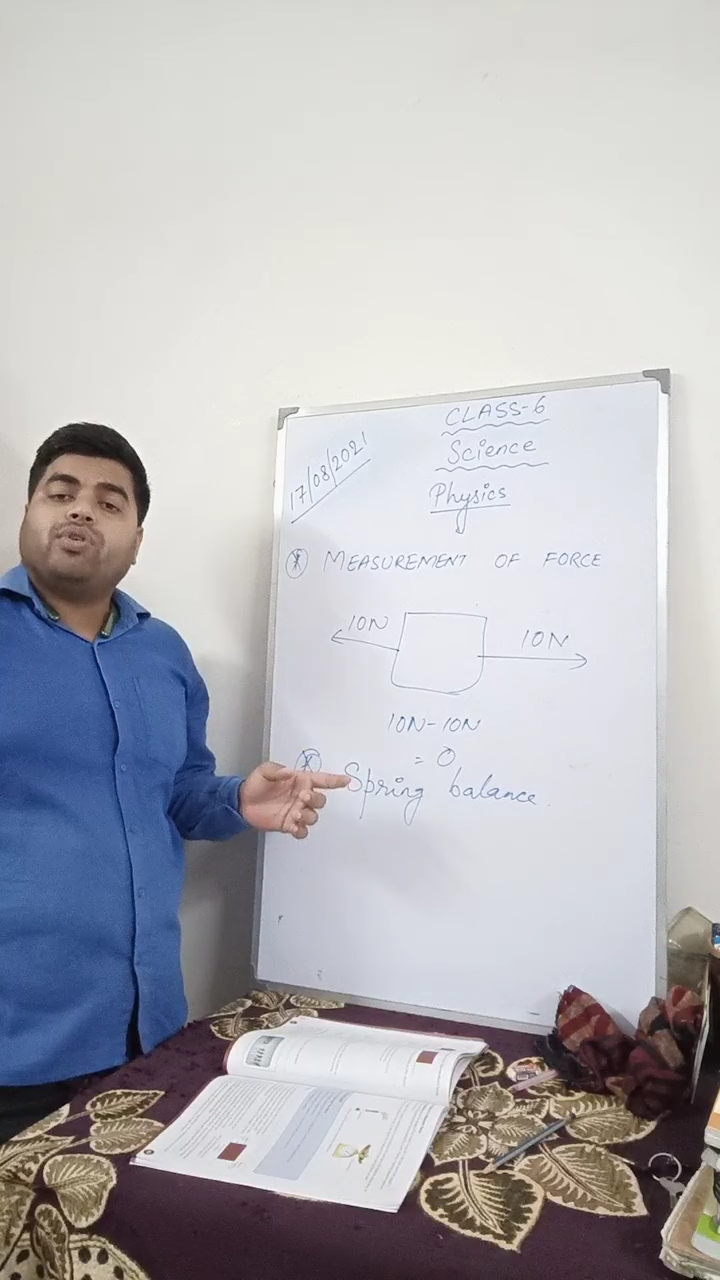 CLASS-6
17/08/2021
Science
Physics
MEASUREMENT OF FORCE
10N 10N
10N-10N
= 0
Spring balance